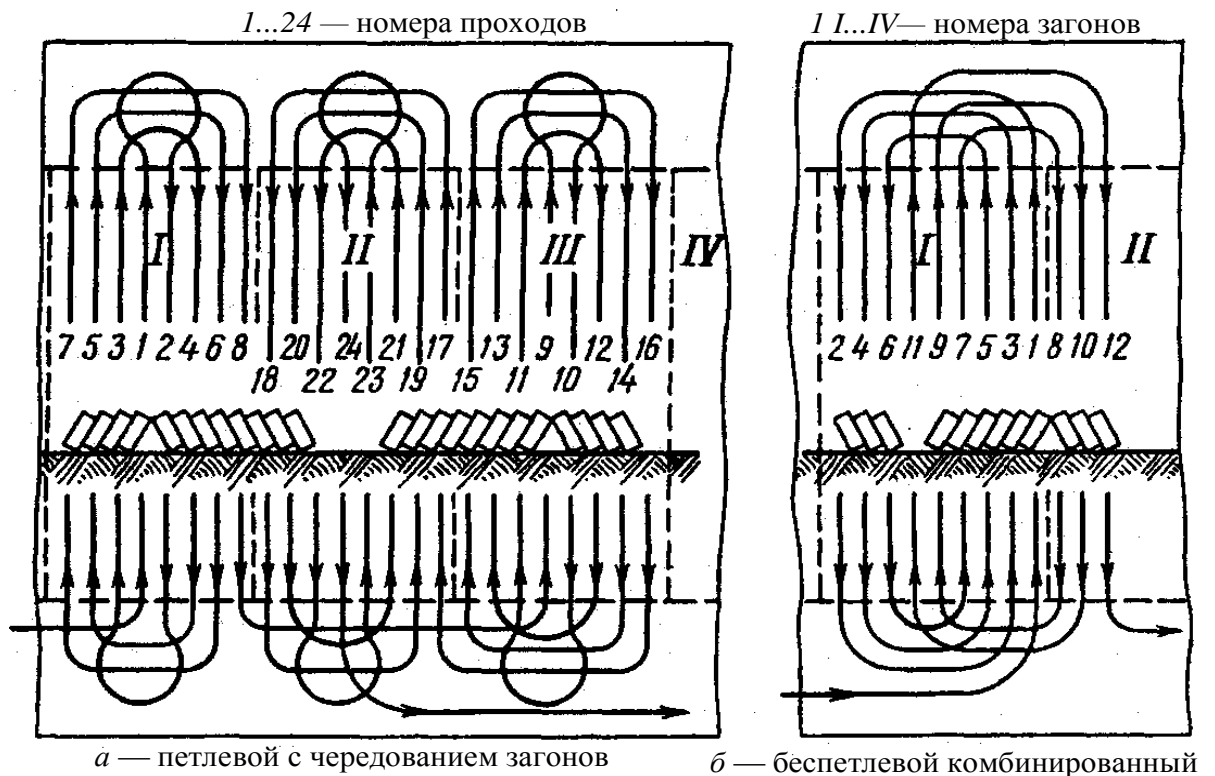 1...24 — номера проходов
1 I...IV— номера загонов
I II III IV
I II
7 5 3 1 2 4 6 8 20 24 21 17 13 9 12 16
18 22 23 19 15 11 10 14
2 4 6 11 9 7 5 3 1 8 10 12
а — петлевой с чередованием загонов
б — беспетлевой комбинированный